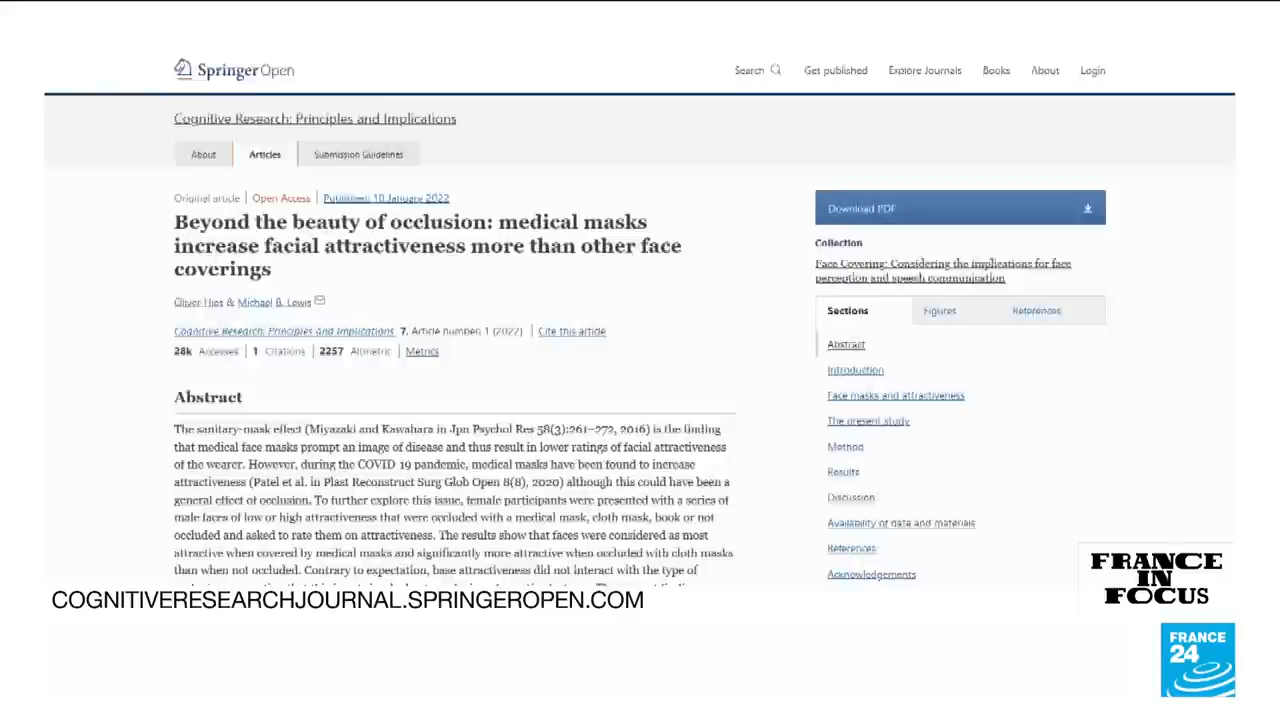 SpringerOpen
Search Get published Explore Journals Books About Login
Cognitive Research: Principles and Implications
About Articles Submission Guidelines
Original article Open Access Published: 10 January 2022
Beyond the beauty of occlusion: medical masks
increase facial attractiveness more than other face
coverings
Oliver Hies & Michael B. Lewis
Cognitive Research: Principles and Implications 7, Article number: 1 (2022) Cite this article
28k Accesses 1 Citations 2257 Altmetric Metrics
Abstract
The sanitary-mask effect (Miyazaki and Kawahara in Jpn Psychol Res 58(3):261–272, 2016) is the finding
that medical face masks prompt an image of disease and thus result in lower ratings of facial attractiveness
of the wearer. However, during the COVID 19 pandemic, medical masks have been found to increase
attractiveness (Patel et al. in Plast Reconstruct Surg Glob Open 8(8), 2020) although this could have been a
general effect of occlusion. To further explore this issue, female participants were presented with a series of
male faces of low or high attractiveness that were occluded with a medical mask, cloth mask, book or not
occluded and asked to rate them on attractiveness. The results show that faces were considered as most
attractive when covered by medical masks and significantly more attractive when occluded with cloth masks
than when not occluded. Contrary to expectation, base attractiveness did not interact with the type of
Download PDF
Collection
Face Covering: Considering the implications for face
perception and speech communication
Sections Figures References
Abstract
Introduction
Face masks and attractiveness
The present study
Method
Results
Discussion
Availability of data and materials
References
Acknowledgements
COGNITIVERESEARCHJOURNAL.SPRINGEROPEN.COM
FRANCE
IN
FOCUS
FRANCE
24